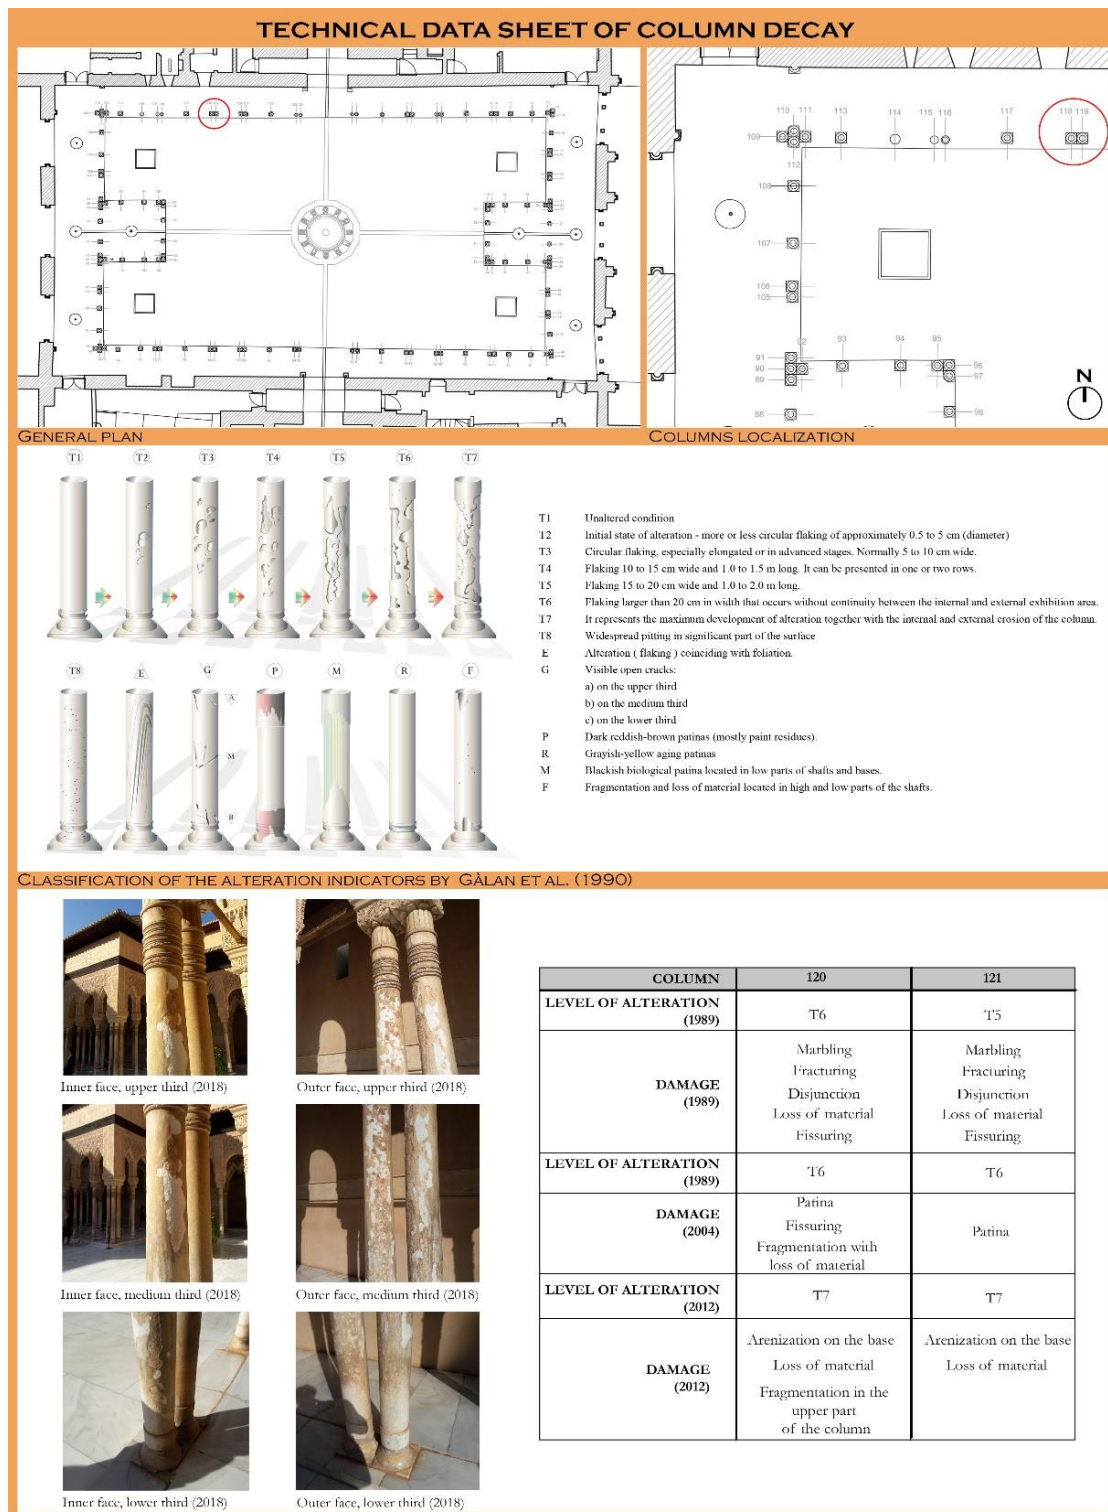 TECHNICAL DATA SHEET OF COLUMN DECAY
110
111
113
114
115
116
117
118
119
109
112
108
107
106
105
92
93
94
95
91
90
89
88
96
97
98
N
GENERAL PLAN
COLUMNS LOCALIZATION
T1
T2
T3
T4
T5
T6
T7
T8
E
G
P
M
R
F
A
M
B
T1 Unaltered condition
T2 Initial state of alteration - more or less circular flaking of approximately 0.5 to 5 cm (diameter)
T3 Circular flaking, especially elongated or in advanced stages. Normally 5 to 10 cm wide.
T4 Flaking 10 to 15 cm wide and 1.0 to 1.5 m long. It can be presented in one or two rows.
T5 Flaking 15 to 20 cm wide and 1.0 to 2.0 m long.
T6 Flaking larger than 20 cm in width that occurs without continuity between the internal and external exhibition area.
T7 It represents the maximum development of alteration together with the internal and external erosion of the column.
T8 Widespread pitting in significant part of the surface
E Alteration ( flaking ) coinciding with foliation.
G Visible open cracks:
a) on the upper third
b) on the medium third
c) on the lower third
P Dark reddish-brown patinas (mostly paint residues).
R Grayish-yellow aging patinas
M Blackish biological patina located in low parts of shafts and bases.
F Fragmentation and loss of material located in high and low parts of the shafts.
CLASSIFICATION OF THE ALTERATION INDICATORS BY GÀLAN ET AL. (1990)
Inner face, upper third (2018)
Outer face, upper third (2018)
Inner face, medium third (2018)
Outer face, medium third (2018)
Inner face, lower third (2018)
Outer face, lower third (2018)
COLUMN 120 121
LEVEL OF ALTERATION (1989) T6 T5
DAMAGE (1989)
Marbling Marbling
Fracturing Fracturing
Disjunction Disjunction
Loss of material Loss of material
Fissuring Fissuring
LEVEL OF ALTERATION (1989) T6 T6
DAMAGE (2004)
Patina
Fissuring
Fragmentation with
loss of material
Patina
LEVEL OF ALTERATION (2012) T7 T7
DAMAGE (2012)
Arenization on the base Arenization on the base
Loss of material Loss of material
Fragmentation in the
upper part
of the column